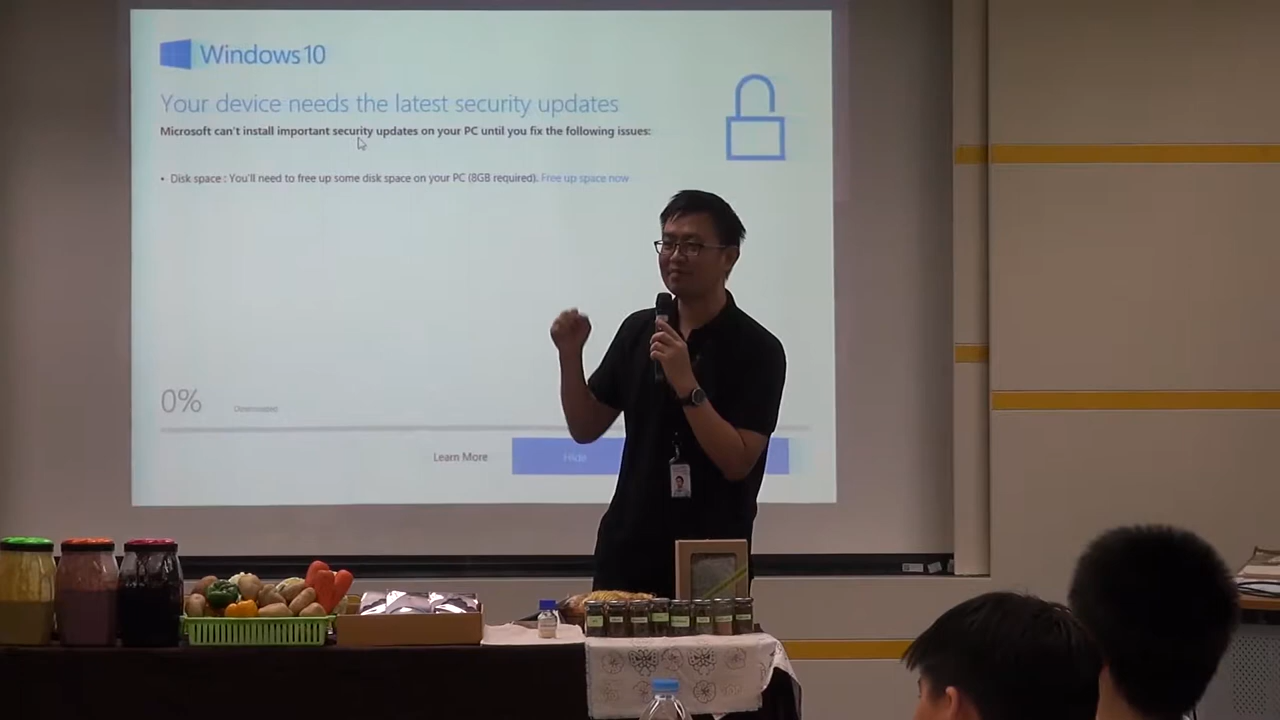 Windows 10
Your device needs the latest security updates
Microsoft can't install important security updates on your PC until you fix the following issues:
• Disk space : You'll need to free up some disk space on your PC (8GB required). Free up space now
0% Downloaded
Learn More
Hide